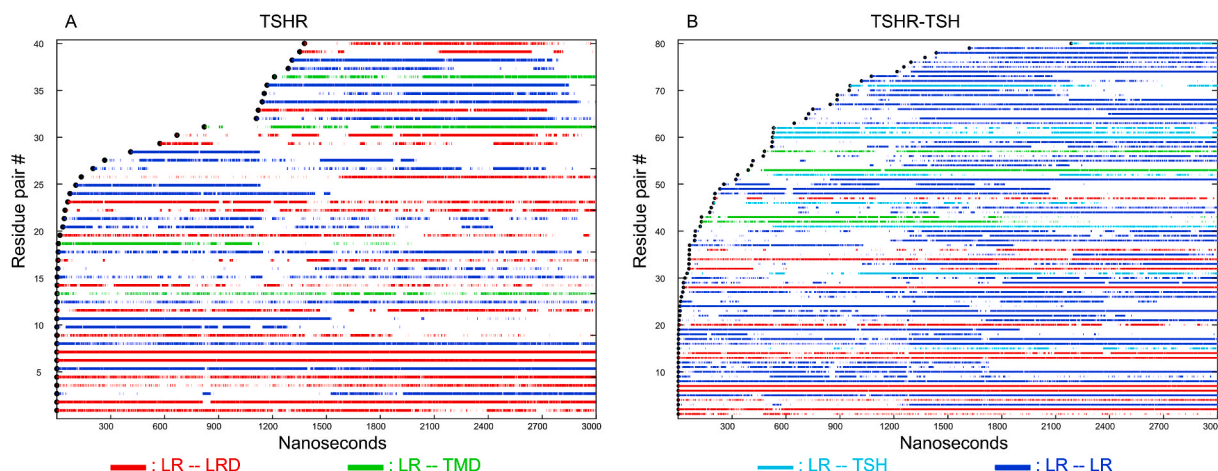 A TSHR
B TSHR-TSH
Residue pair #
40
35
30
25
20
15
10
5
300 600 900 1200 1500 1800 2100 2400 2700 3000
Nanoseconds
Residue pair #
80
70
60
50
40
30
20
10
300 600 900 1200 1500 1800 2100 2400 2700 300
Nanoseconds
: LR -- LRD : LR -- TMD : LR -- TSH : LR -- LR